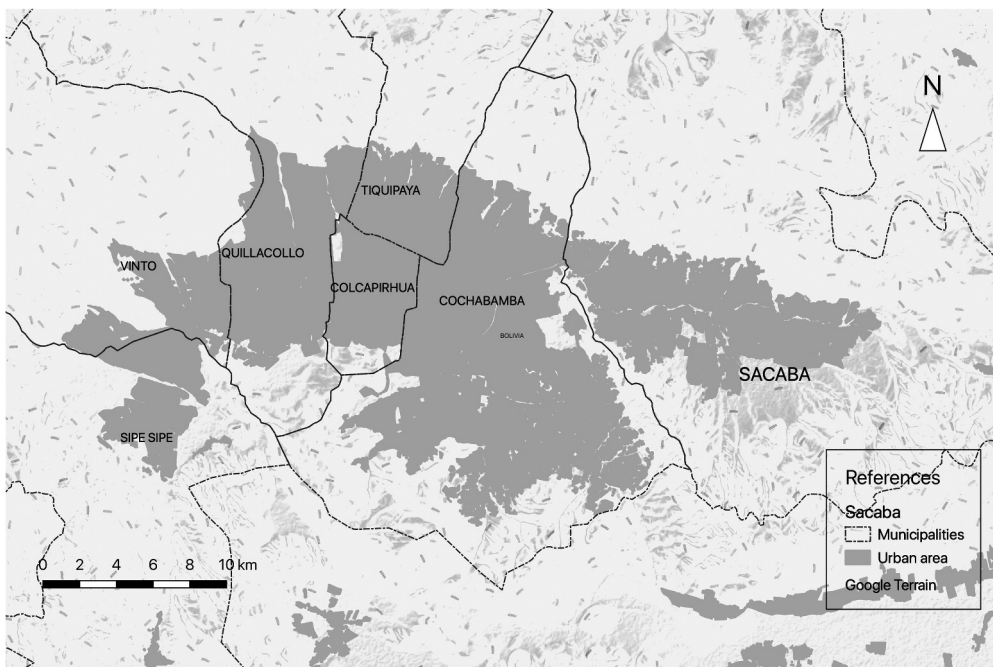 N
TIQUIPAYA
VINTO
QUILLACOLLO
COLCAPIRHUA
COCHABAMBA
BOLIVIA
SACABA
SIPE SIPE
References
Sacaba
Municipalities
Urban area
Google Terrain
0 2 4 6 8 10 km